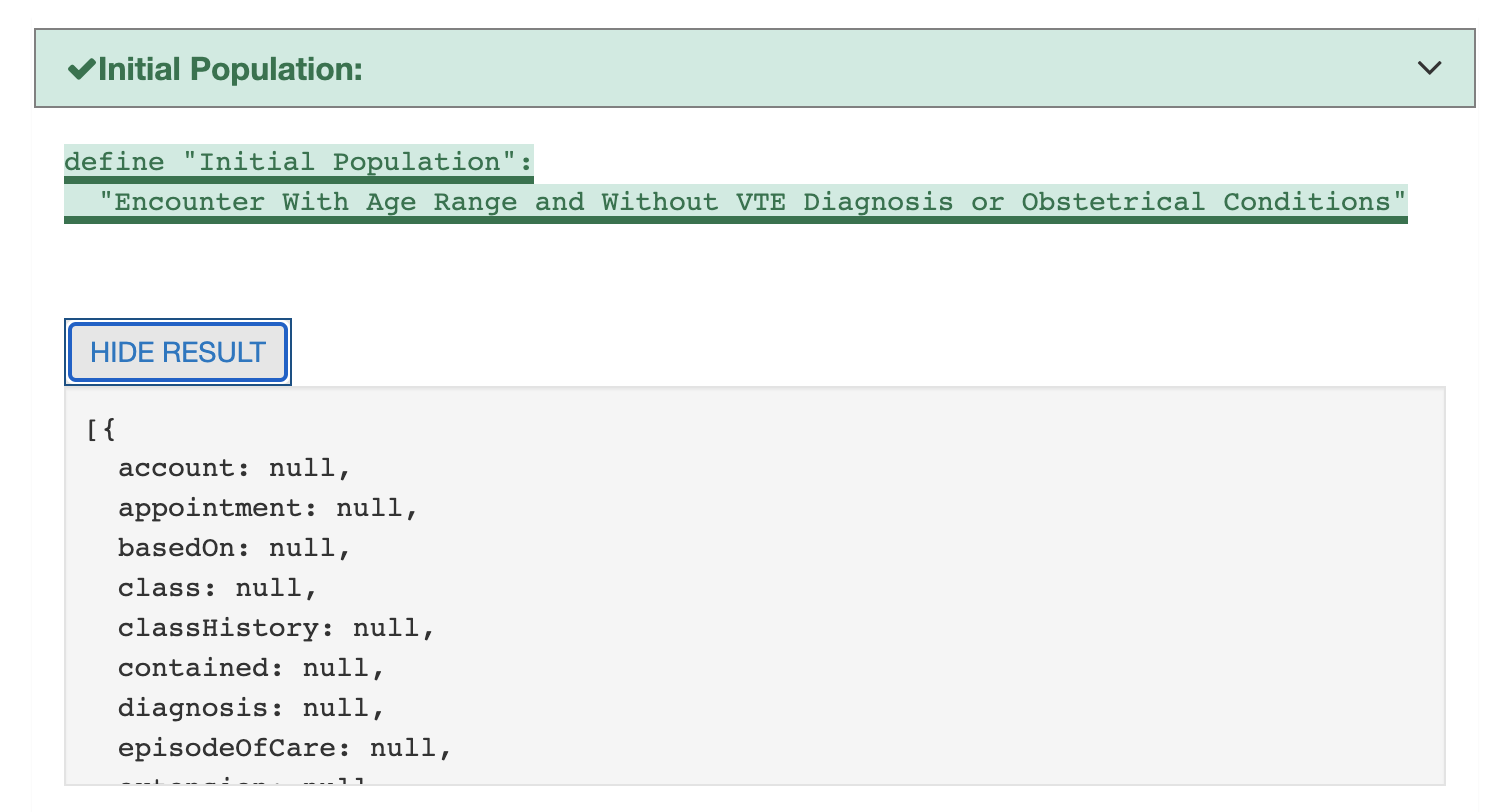 ✔Initial Population:
define "Initial Population":
  "Encounter With Age Range and Without VTE Diagnosis or Obstetrical Conditions"
HIDE RESULT
[{
  account: null,
  appointment: null,
  basedOn: null,
  class: null,
  classHistory: null,
  contained: null,
  diagnosis: null,
  episodeOfCare: null,